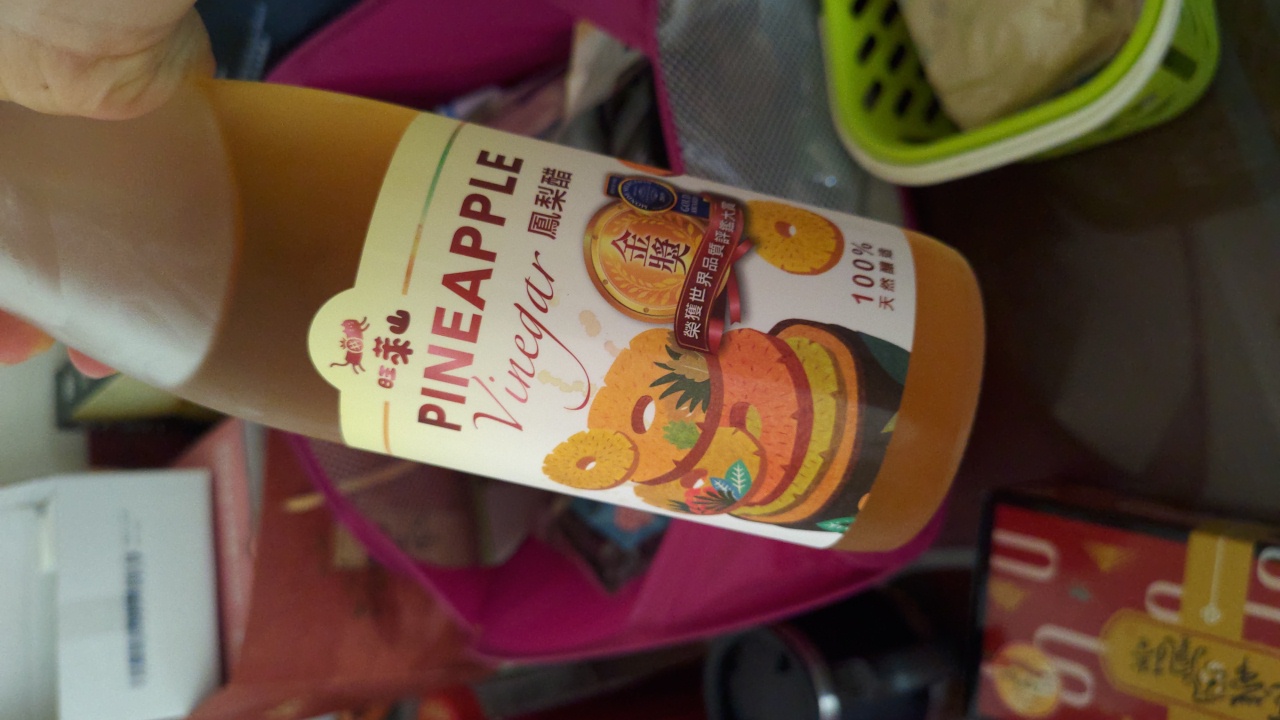 旺萊山
PINEAPPLE
Vinegar 鳳梨醋
金
獎
榮獲世界品質評鑑大賞
100%
天然釀造